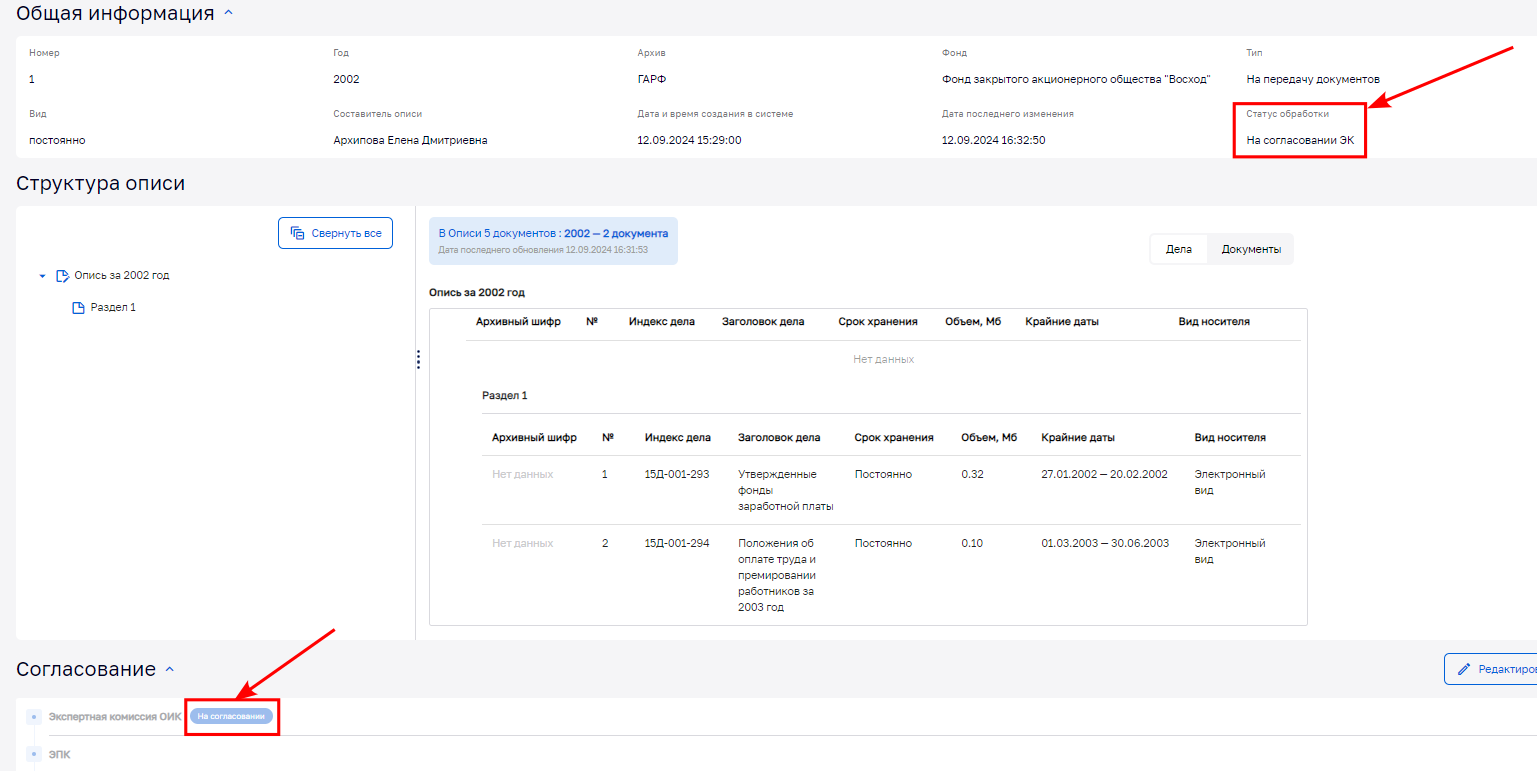 Общая информация
Номер Год Архив Фонд Тип
1 2002 ГАРФ Фонд закрытого акционерного общества "Восход" На передачу документов
Вид Составитель описи Дата и время создания в системе Дата последнего изменения Статус обработки
постоянно Архипова Елена Дмитриевна 12.09.2024 15:29:00 12.09.2024 16:32:50 На согласовании ЭК
Структура описи
Свернуть все
Опись за 2002 год
Раздел 1
В Описи 5 документов : 2002 — 2 документа
Дата последнего обновления 12.09.2024 16:31:53
Дела Документы
Опись за 2002 год
Архивный шифр № Индекс дела Заголовок дела Срок хранения Объем, Мб Крайние даты Вид носителя
Нет данных
Раздел 1
Архивный шифр № Индекс дела Заголовок дела Срок хранения Объем, Мб Крайние даты Вид носителя
Нет данных 1 15Д-001-293 Утвержденные Постоянно 0.32 27.01.2002 — 20.02.2002 Электронный
фонды вид
заработной платы
Нет данных 2 15Д-001-294 Положения об Постоянно 0.10 01.03.2003 — 30.06.2003 Электронный
оплате труда и вид
премировании
работников за
2003 год
Согласование
Редактиров
Экспертная комиссия ОИК На согласовании
ЭПК